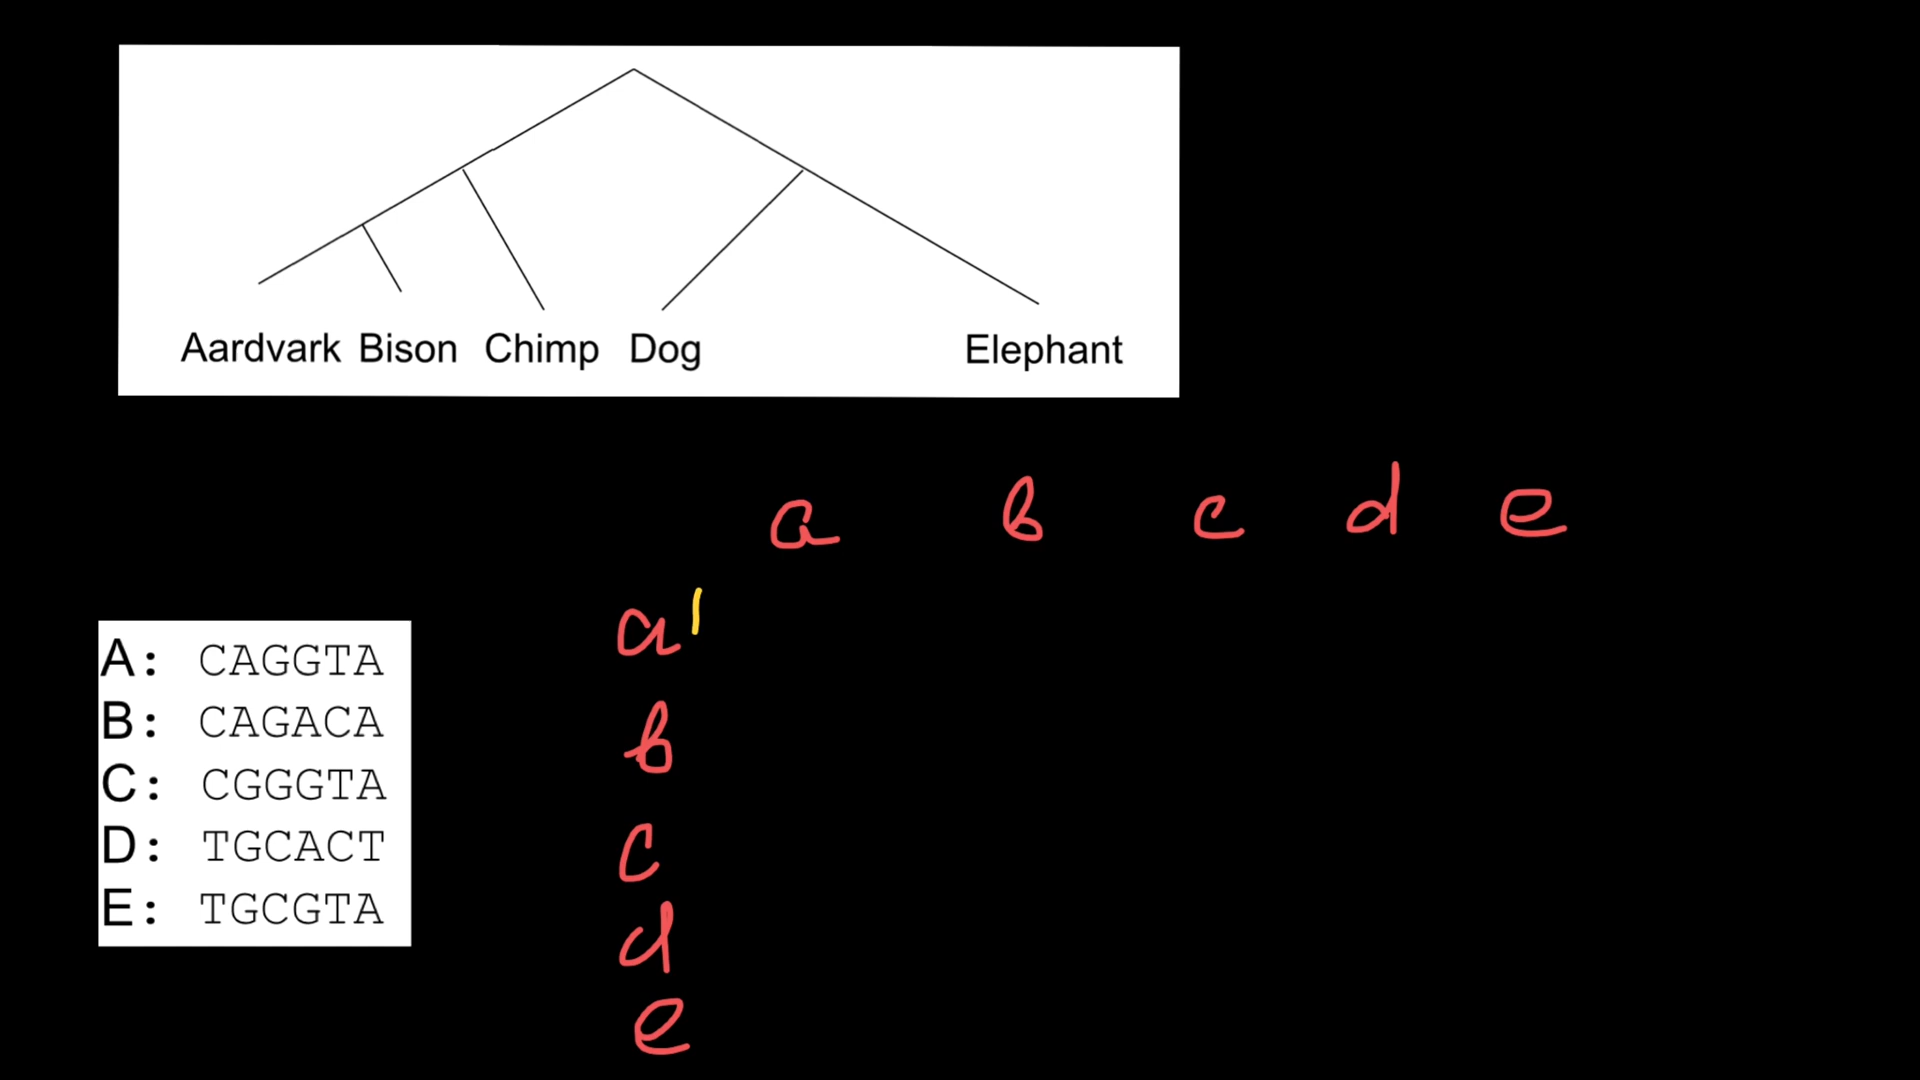 Aardvark Bison Chimp Dog Elephant
a b c d e
a
b
c
d
e
A: CAGGTA
B: CAGACA
C: CGGGTA
D: TGCACT
E: TGCGTA